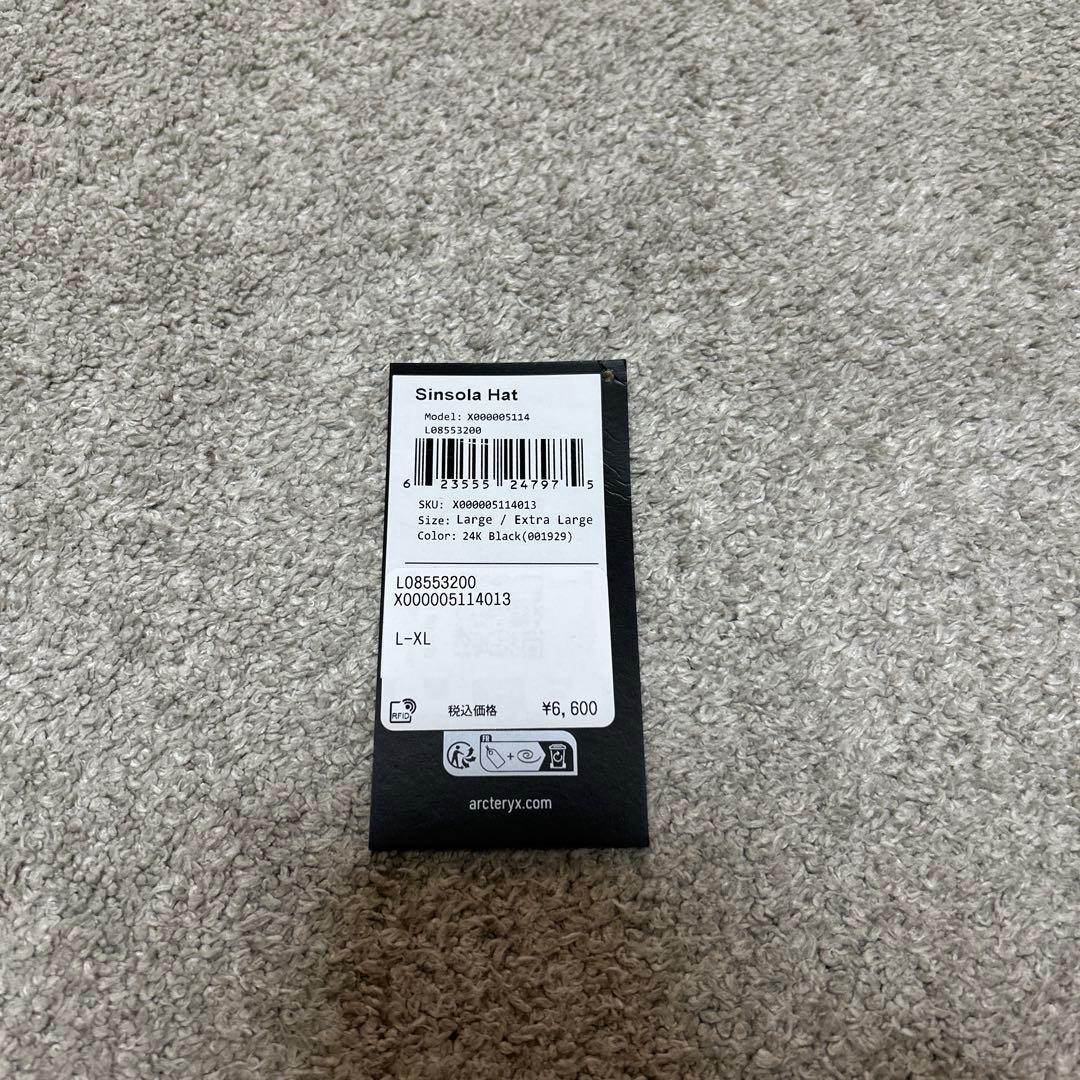 Sinsola Hat
Model: X000005114
L08553200
6 23555 24797 5
SKU: X000005114013
Size: Large / Extra Large
Color: 24K Black(001929)
L08553200
X000005114013
L-XL
RFID 税込価格 ¥6,600
FR
+
arcteryx.com